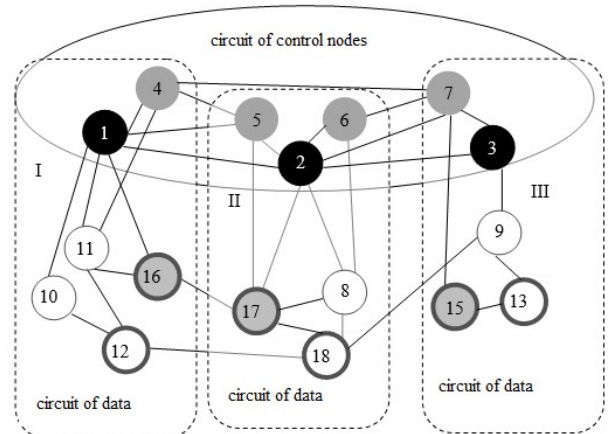 circuit of control nodes
4
7
5
6
1
3
2
I
II
III
9
11
16
8
10
17
15
13
12
18
circuit of data
circuit of data
circuit of data